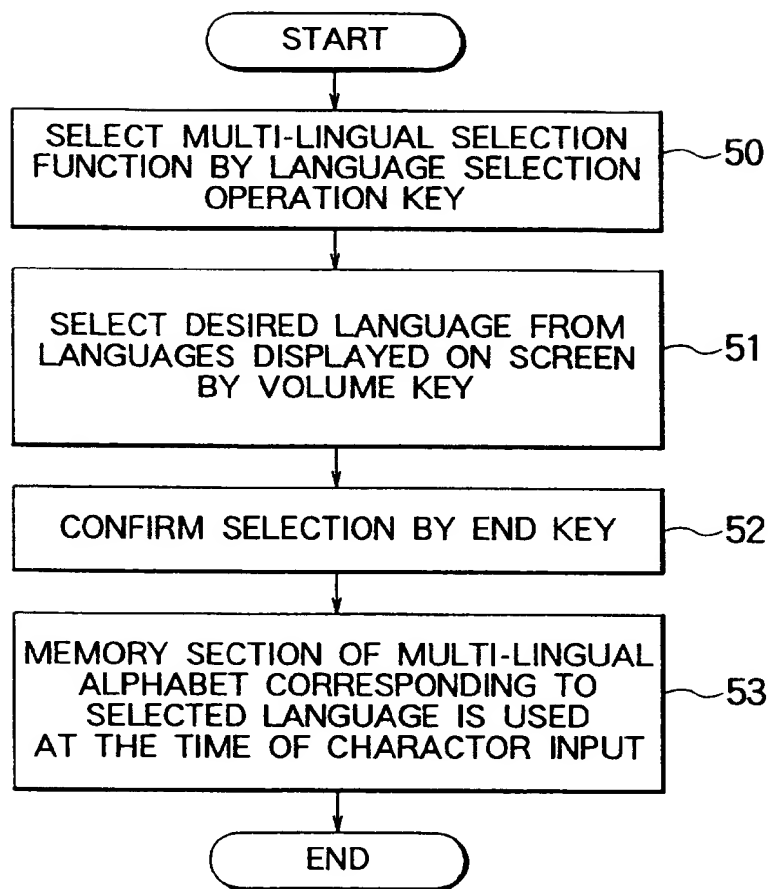 START
SELECT MULTI-LINGUAL SELECTION
FUNCTION BY LANGUAGE SELECTION
OPERATION KEY
50
SELECT DESIRED LANGUAGE FROM
LANGUAGES DISPLAYED ON SCREEN
BY VOLUME KEY
51
CONFIRM SELECTION BY END KEY
52
MEMORY SECTION OF MULTI-LINGUAL
ALPHABET CORRESPONDING TO
SELECTED LANGUAGE IS USED
AT THE TIME OF CHARACTOR INPUT
53
END